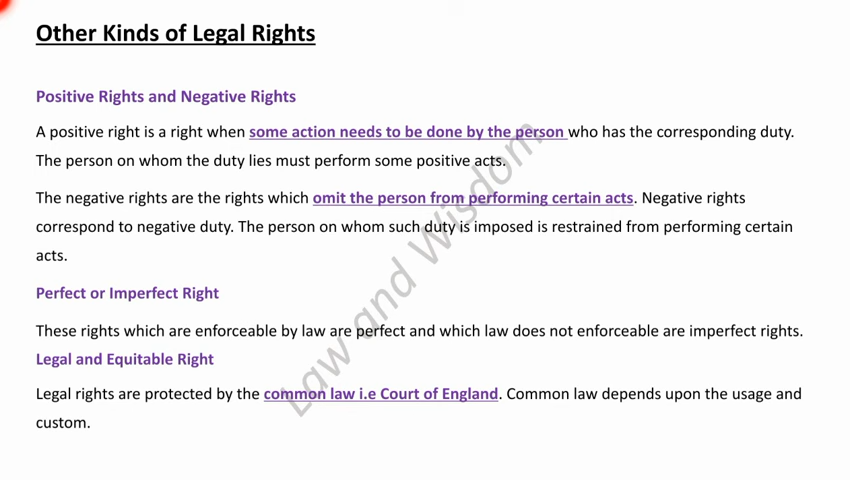 Other Kinds of Legal Rights
Positive Rights and Negative Rights
A positive right is a right when some action needs to be done by the person who has the corresponding duty.
The person on whom the duty lies must perform some positive acts.
The negative rights are the rights which omit the person from performing certain acts. Negative rights
correspond to negative duty. The person on whom such duty is imposed is restrained from performing certain
acts.
Perfect or Imperfect Right
These rights which are enforceable by law are perfect and which law does not enforceable are imperfect rights.
Legal and Equitable Right
Legal rights are protected by the common law i.e Court of England. Common law depends upon the usage and
custom.
Law and Wisdom